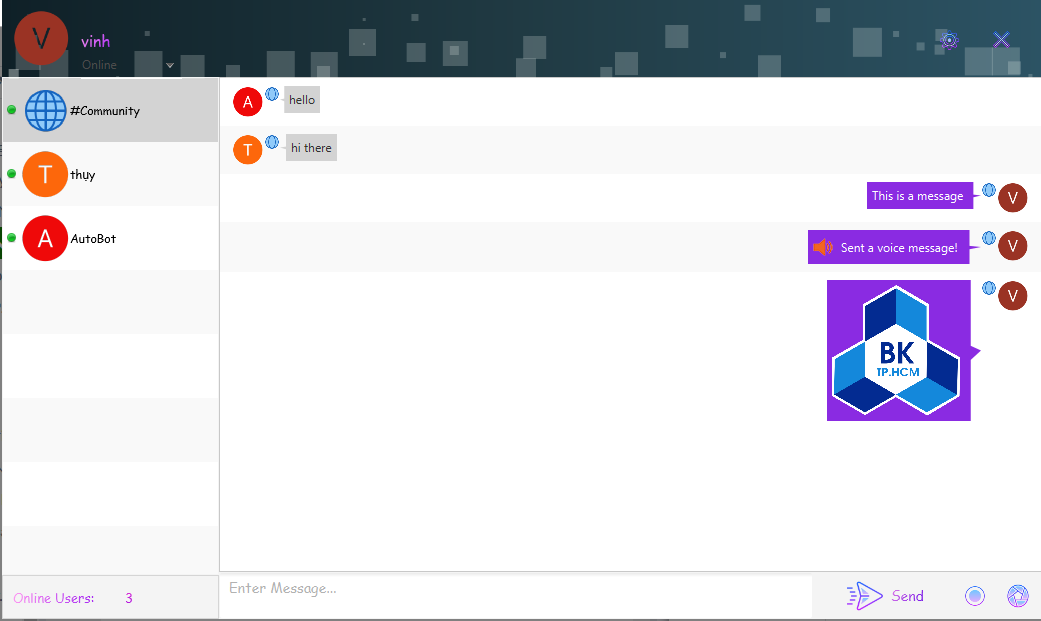 V
vinh
Online
#Community
T
thụy
A
AutoBot
A
hello
T
hi there
This is a message
V
Sent a voice message!
V
V
BK
TP.HCM
Online Users: 3
Enter Message...
Send